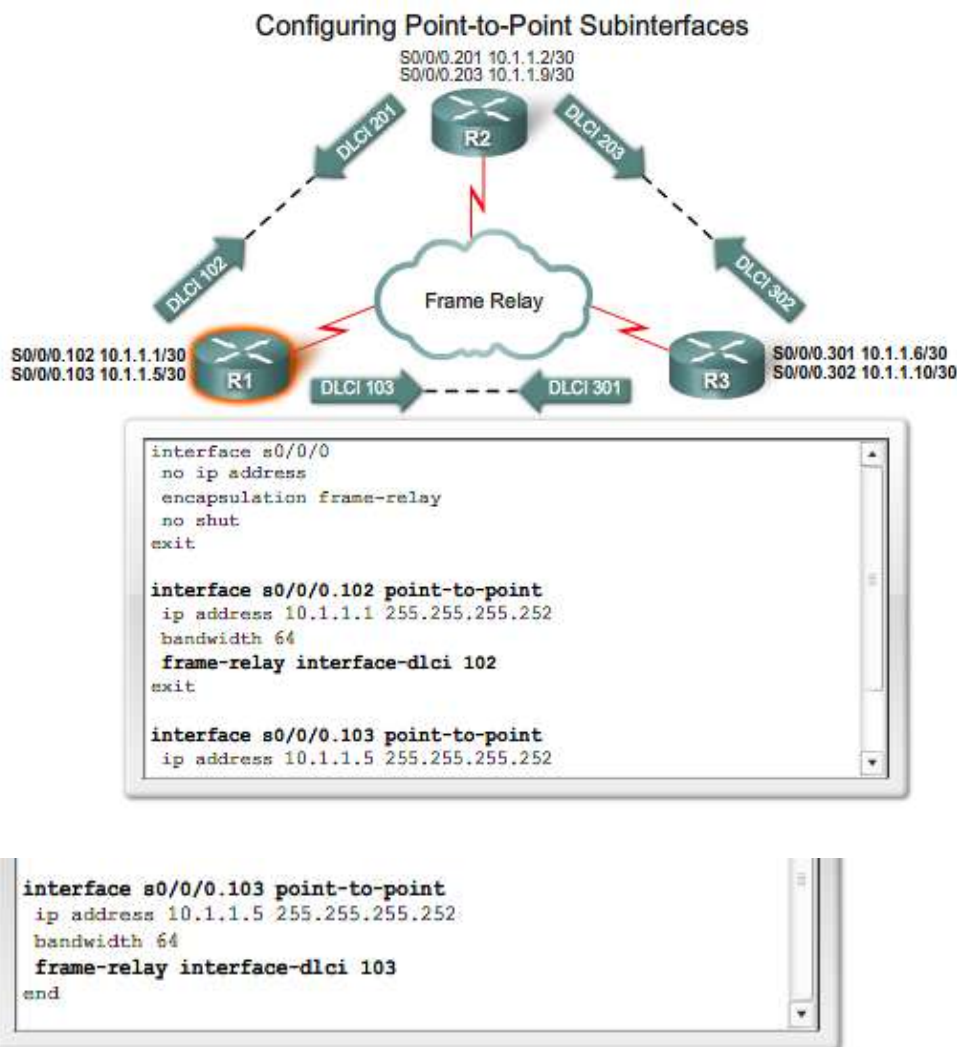 Configuring Point-to-Point Subinterfaces
S0/0/0.201 10.1.1.2/30
S0/0/0.203 10.1.1.9/30
DLCI 201
R2
DLCI 203
DLCI 102
Frame Relay
DLCI 302
S0/0/0.102 10.1.1.1/30
S0/0/0.103 10.1.1.5/30
R1
DLCI 103
DLCI 301
R3
S0/0/0.301 10.1.1.6/30
S0/0/0.302 10.1.1.10/30
interface s0/0/0
no ip address
encapsulation frame-relay
no shut
exit
interface s0/0/0.102 point-to-point
ip address 10.1.1.1 255.255.255.252
bandwidth 64
frame-relay interface-dlci 102
exit
interface s0/0/0.103 point-to-point
ip address 10.1.1.5 255.255.255.252
interface s0/0/0.103 point-to-point
ip address 10.1.1.5 255.255.255.252
bandwidth 64
frame-relay interface-dlci 103
end